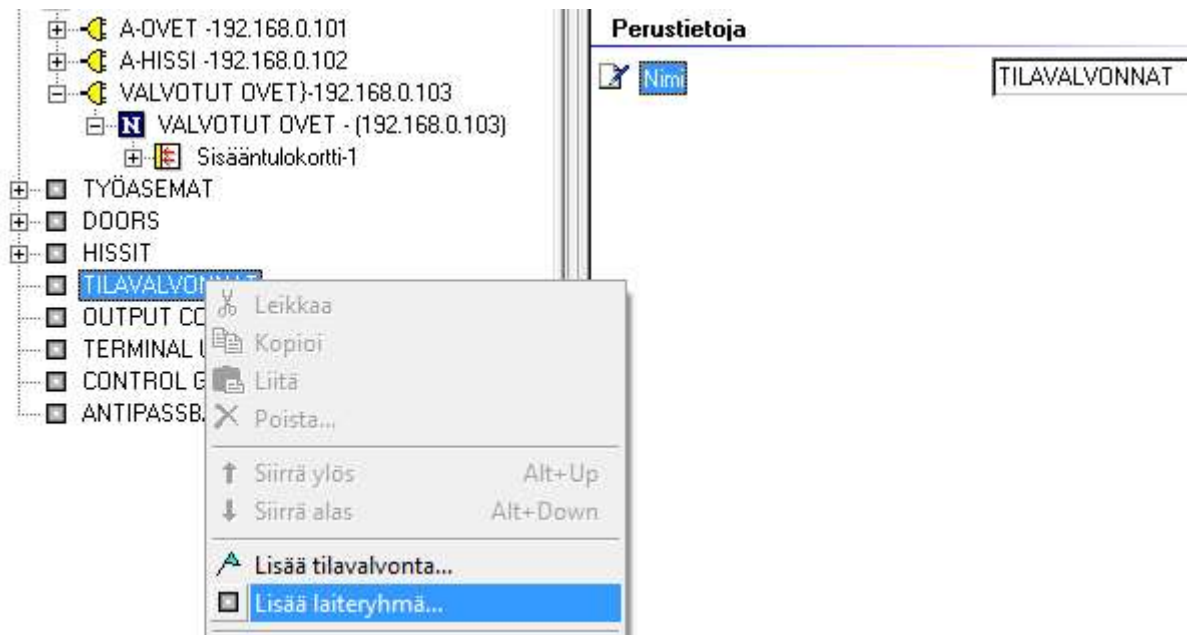 A-OVET -192.168.0.101
A-HISSI -192.168.0.102
VALVOTUT OVET}-192.168.0.103
N VALVOTUT OVET - (192.168.0.103)
Sisääntulokortti-1
TYÖASEMAT
DOORS
HISSIT
TILAVALVONNAT
OUTPUT CO
TERMINAL
CONTROL G
ANTIPASSB
Leikkaa
Kopioi
Liitä
Poista...
Siirrä ylös Alt+Up
Siirrä alas Alt+Down
Lisää tilavalvonta...
Lisää laiteryhmä...
Perustietoja
Nimi TILAVALVONNAT